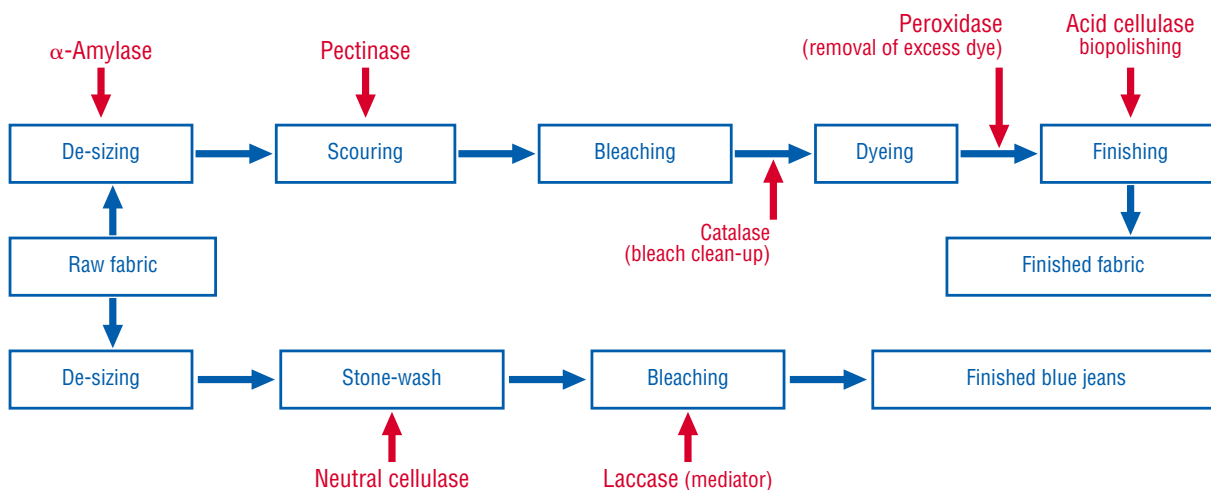 α-Amylase
Pectinase
Peroxidase
(removal of excess dye)
Acid cellulase
biopolishing
De-sizing
Scouring
Bleaching
Dyeing
Finishing
Catalase
(bleach clean-up)
Raw fabric
Finished fabric
De-sizing
Stone-wash
Bleaching
Finished blue jeans
Neutral cellulase
Laccase (mediator)